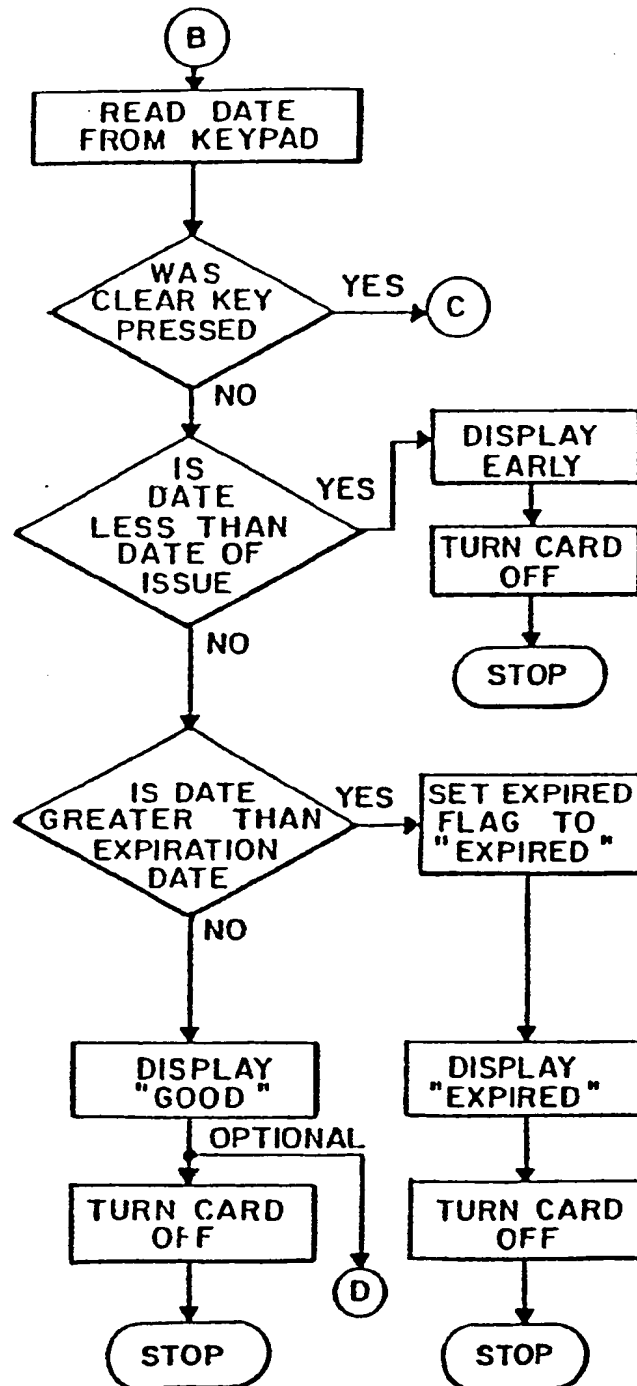 B
READ DATE
FROM KEYPAD
WAS
CLEAR KEY
PRESSED
YES
C
NO
IS
DATE
LESS THAN
DATE OF
ISSUE
YES
DISPLAY
EARLY
TURN CARD
OFF
STOP
NO
IS DATE
GREATER THAN
EXPIRATION
DATE
YES
SET EXPIRED
FLAG TO
"EXPIRED"
NO
DISPLAY
"GOOD"
DISPLAY
"EXPIRED"
OPTIONAL
TURN CARD
OFF
D
TURN CARD
OFF
STOP
STOP